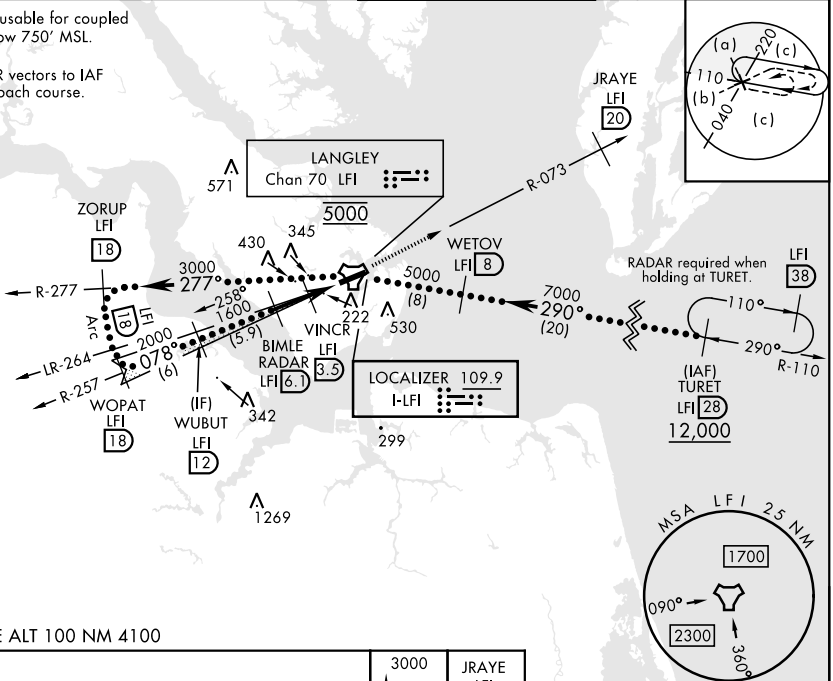 usable for coupled
ow 750' MSL.
R vectors to IAF
oach course.
(a)
220
(c)
110
(b)
040
(c)
JRAYE
LFI
20
LANGLEY
Chan 70 LFI
5000
571
R-073
ZORUP
LFI
18
430
345
WETOV
LFI 8
RADAR required when
holding at TURET.
LFI
38
R-277
3000
277°
5000
(8)
7000
290°
(20)
110°
290°
R-110
258°
1600
(5.9)
Arc
LFI
18
2000
078°
(6)
LR-264
R-257
222
530
VINCR
LFI
3.5
BIMLE
RADAR
LFI 6.1
LOCALIZER 109.9
I-LFI
(IAF)
TURET
LFI 28
12,000
WOPAT
LFI
18
(IF)
WUBUT
LFI
12
342
299
1269
MSA LFI 25 NM
1700
090°
2300
360°
E ALT 100 NM 4100
3000
JRAYE